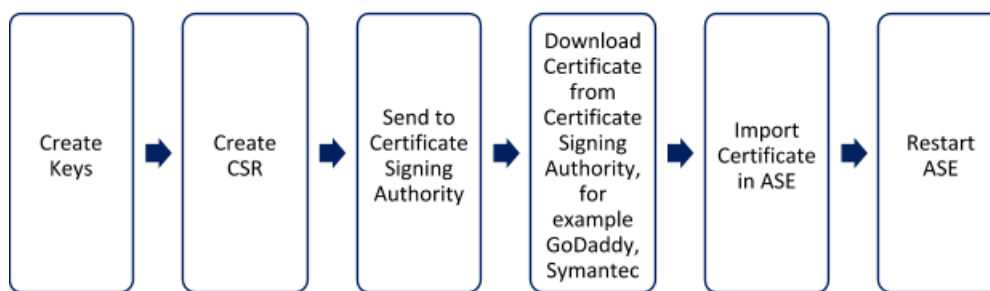 Create
Keys
Create
CSR
Send to
Certificate
Signing
Authority
Download
Certificate
from
Certificate
Signing
Authority,
for
example
GoDaddy,
Symantec
Import
Certificate
in ASE
Restart
ASE